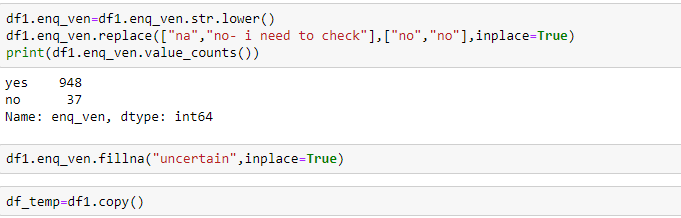 df1.enq_ven=df1.enq_ven.str.lower()
df1.enq_ven.replace(["na","no- i need to check"],["no","no"],inplace=True)
print(df1.enq_ven.value_counts())
yes    948
no      37
Name: enq_ven, dtype: int64
df1.enq_ven.fillna("uncertain",inplace=True)
df_temp=df1.copy()